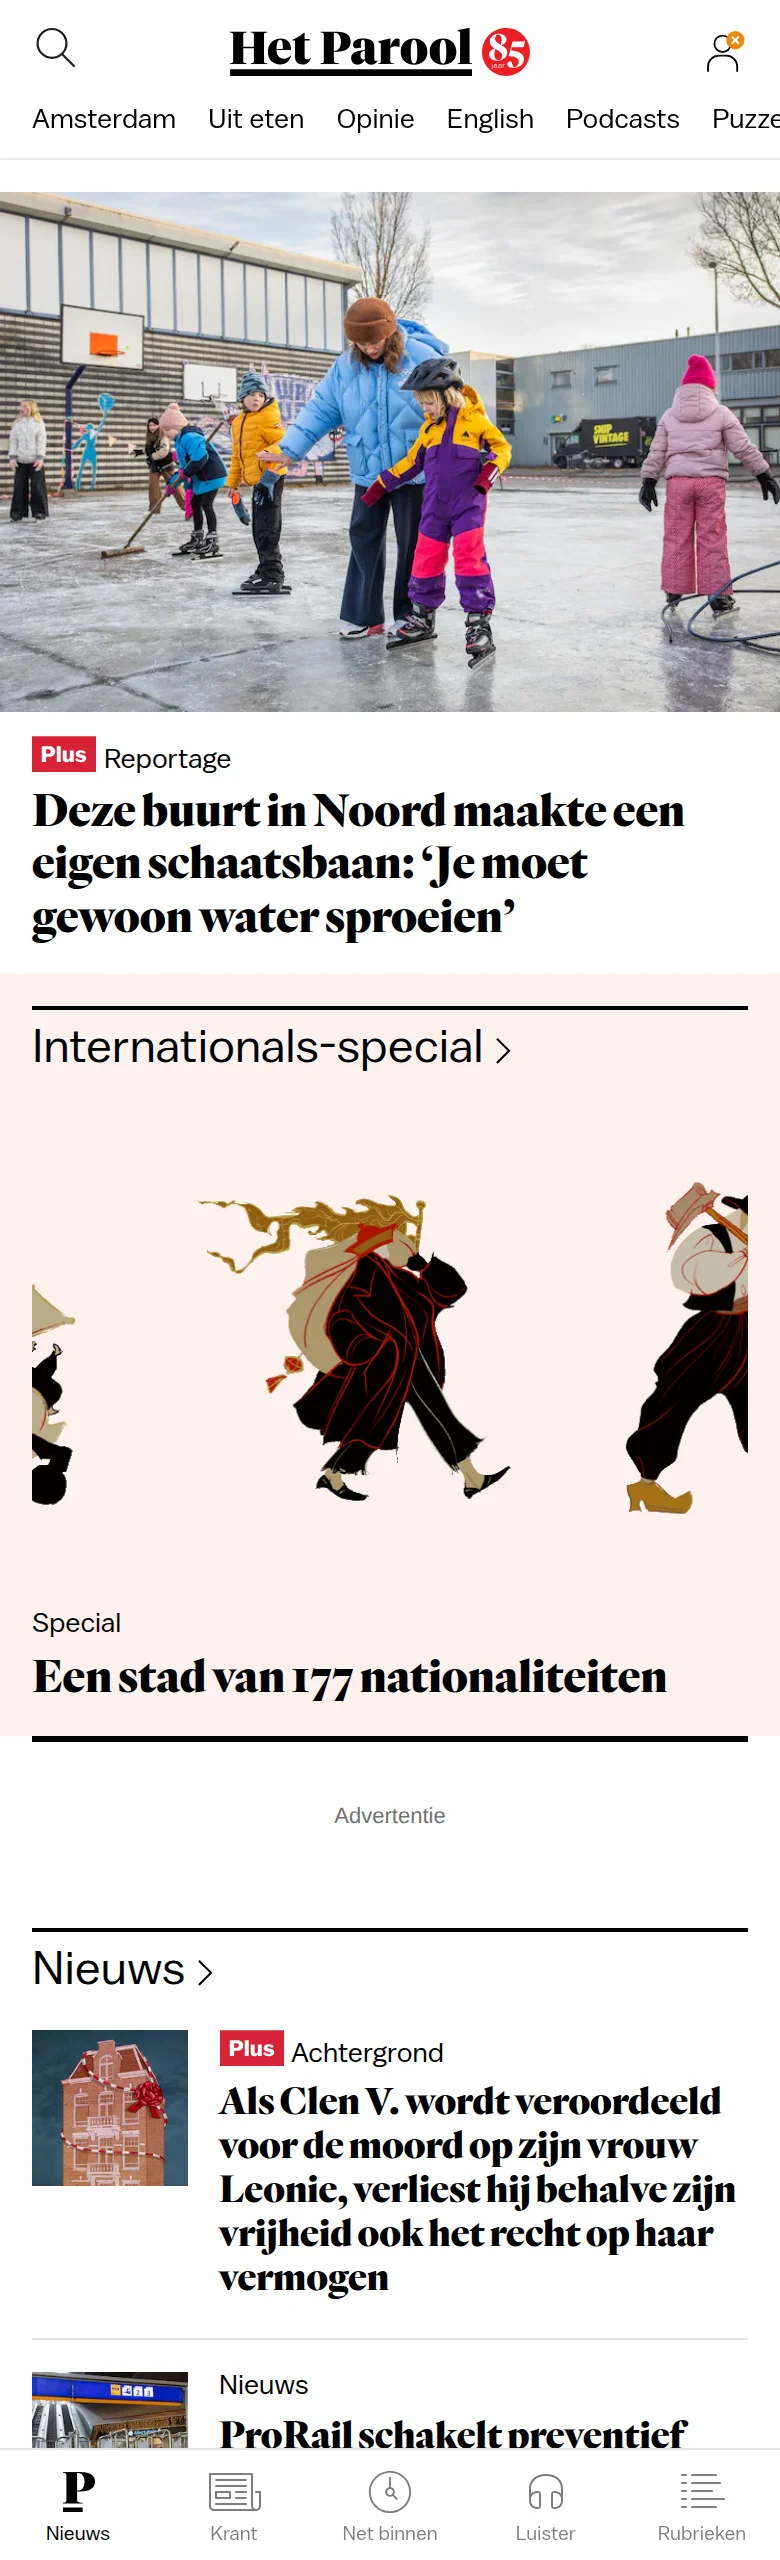 Het Parool 85 jaar
Amsterdam Uit eten Opinie English Podcasts Puzze
SNIP
VINTAGE
Plus Reportage
Deze buurt in Noord maakte een
eigen schaatsbaan: ‘Je moet
gewoon water sproeien’
Internationals-special
Special
Een stad van 177 nationaliteiten
Advertentie
Nieuws
Plus Achtergrond
Als Clen V. wordt veroordeeld
voor de moord op zijn vrouw
Leonie, verliest hij behalve zijn
vrijheid ook het recht op haar
vermogen
Nieuws
ProRail schakelt preventief
P
Nieuws Krant Net binnen Luister Rubrieken